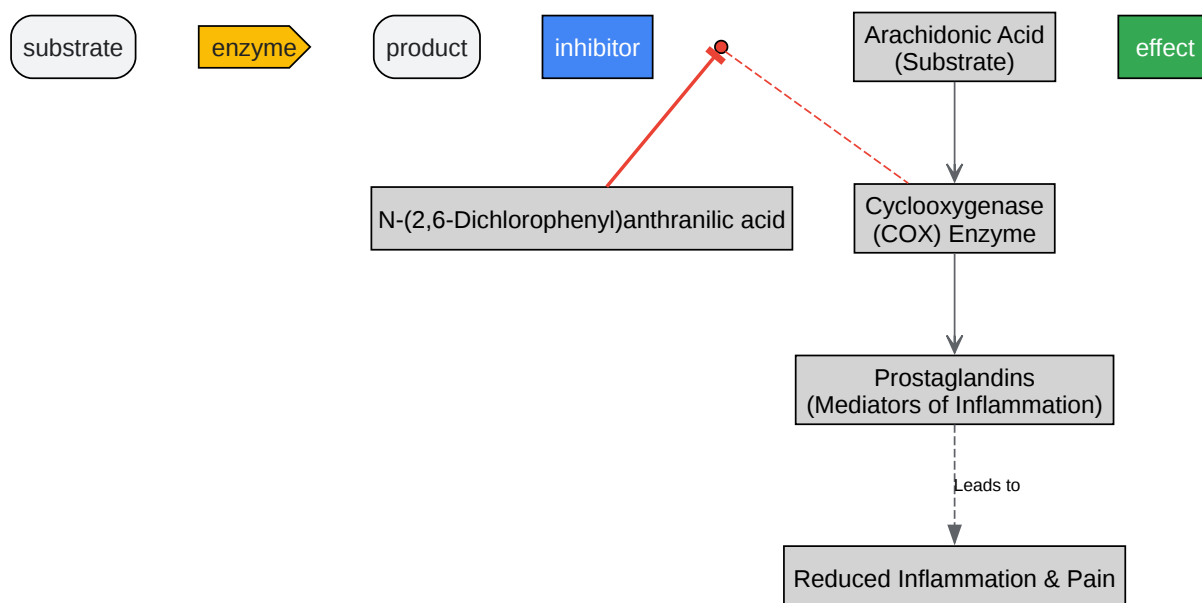 substrate
enzyme
product
inhibitor
Arachidonic Acid
(Substrate)
effect
N-(2,6-Dichlorophenyl)anthranilic acid
Cyclooxygenase
(COX) Enzyme
Prostaglandins
(Mediators of Inflammation)
Leads to
Reduced Inflammation & Pain